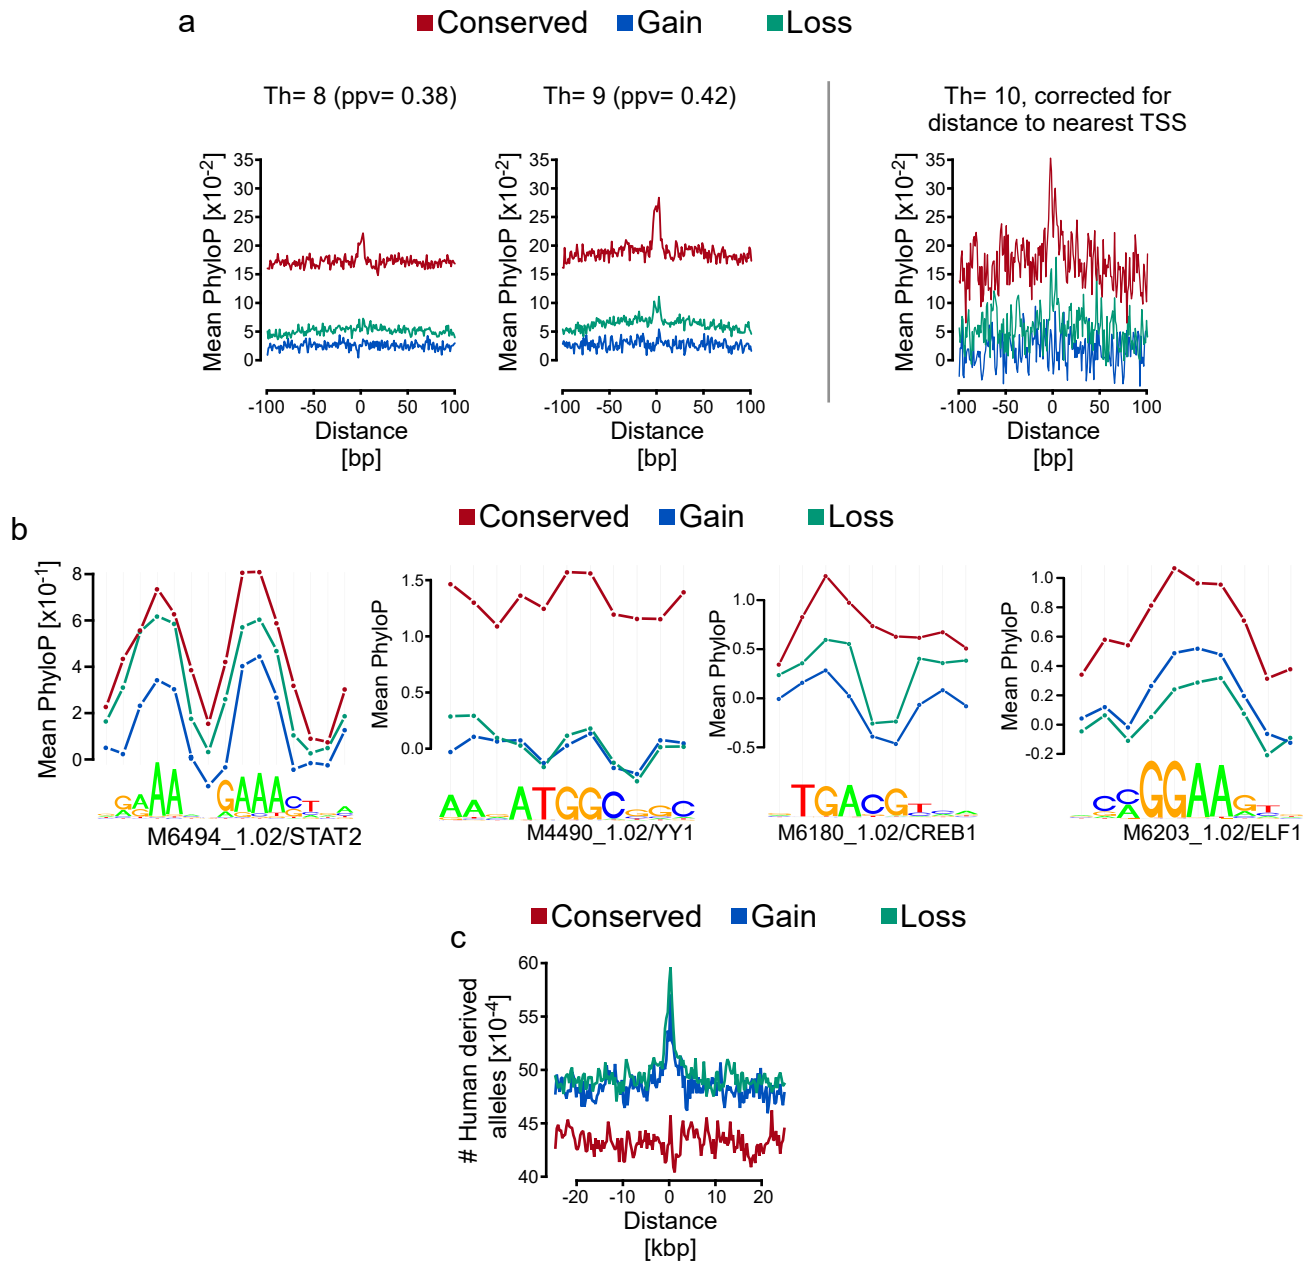 a
Conserved Gain Loss
Th= 8 (ppv= 0.38)
Th= 9 (ppv= 0.42)
Th= 10, corrected for
distance to nearest TSS
Mean PhyloP [x10-2]
35
30
25
20
15
10
5
0
-100 -50 0 50 100
Distance
[bp]
Mean PhyloP [x10-2]
35
30
25
20
15
10
5
0
-100 -50 0 50 100
Distance
[bp]
Mean PhyloP [x10-2]
35
30
25
20
15
10
5
0
-100 -50 0 50 100
Distance
[bp]
b
Conserved Gain Loss
Mean PhyloP [x10-1]
8
6
4
2
0
GAAA GAAACT A
M6494_1.02/STAT2
Mean PhyloP
1.5
1.0
0.5
0.0
AA ATGGC GC
M4490_1.02/YY1
Mean PhyloP
1.0
0.5
0.0
-0.5
TGACGT
M6180_1.02/CREB1
Mean PhyloP
1.0
0.8
0.6
0.4
0.2
0.0
-0.2
CCGGAAGT
M6203_1.02/ELF1
Conserved Gain Loss
c
# Human derived
alleles [x10-4]
60
55
50
45
40
-20 -10 0 10 20
Distance
[kbp]